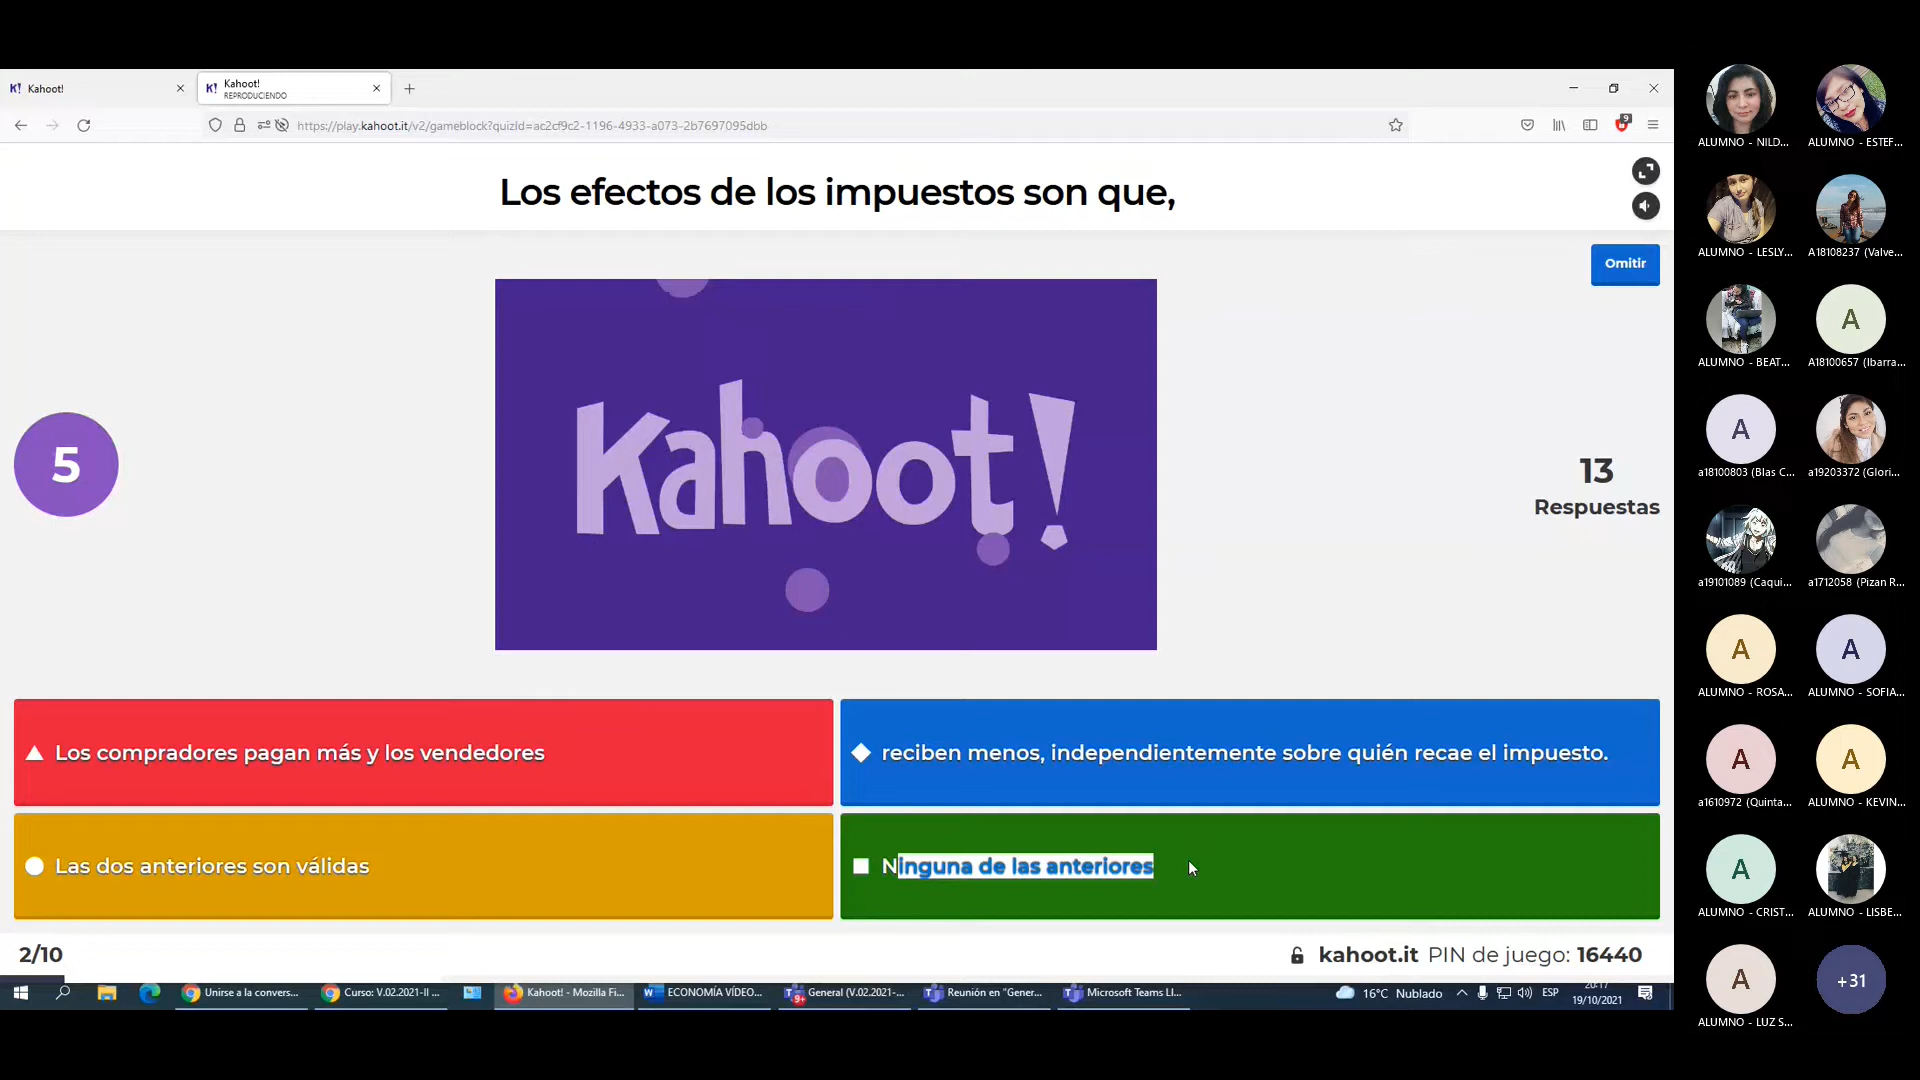 Kahoot!
Kahoot!
REPRODUCIENDO
https://play.kahoot.it/v2/gameblock?quizId=ac2cf9c2-1196-4933-a073-2b7697095dbb
9
Los efectos de los impuestos son que,
Omitir
Kahoot!
5
13
Respuestas
Los compradores pagan más y los vendedores
reciben menos, independientemente sobre quién recae el impuesto.
Las dos anteriores son válidas
Ninguna de las anteriores
2/10
kahoot.it PIN de juego: 16440
Unirse a la convers...
Curso: V.02.2021-II ...
Kahoot! - Mozilla Fi...
ECONOMÍA VÍDEO...
9+
General (V.02.2021-...
Reunión en "Gener...
Microsoft Teams Ll...
16°C Nublado
ESP
20:17
19/10/2021
ALUMNO - NILD...
ALUMNO - ESTEF...
ALUMNO - LESLY...
A18108237 (Valve...
ALUMNO - BEAT...
A
A18100657 (Ibarra...
A
a18100803 (Blas C...
a19203372 (Glori...
a19101089 (Caqui...
a1712058 (Pizan R...
A
ALUMNO - ROSA...
A
ALUMNO - SOFIA...
A
a1610972 (Quinta...
A
ALUMNO - KEVIN...
A
ALUMNO - CRIST...
ALUMNO - LISBE...
A
ALUMNO - LUZ S...
+31